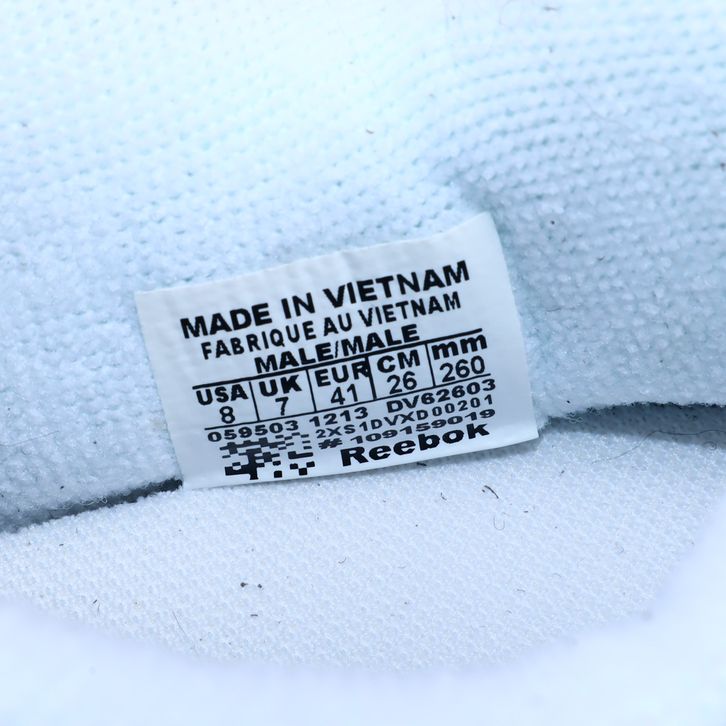 MADE IN VIETNAM
FABRIQUE AU VIETNAM
MALE/MALE
USA UK EUR CM mm
8 7 41 26 260
059503 1213 DV62603
2XS1DVXD00201
# 109159019
Reebok